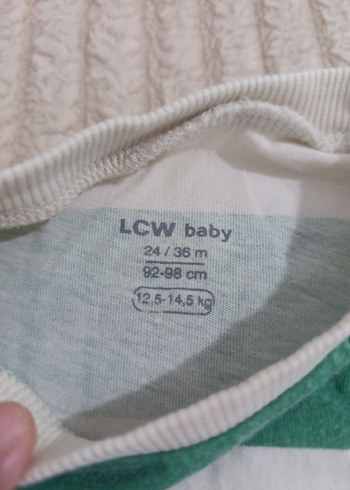 LCW baby
24 / 36 m
92-98 cm
12,5-14,5 kg